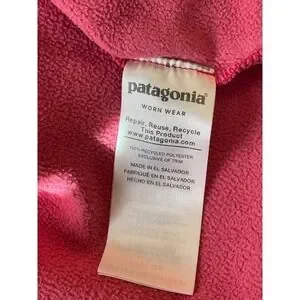 patagonia®
WORN WEAR
Repair, Reuse, Recycle
This Product
www.patagonia.com
100% RECYCLED POLYESTER
EXCLUSIVE OF TRIM
MADE IN EL SALVADOR
FABRIQUÉ EN EL SALVADOR
HECHO EN EL SALVADOR